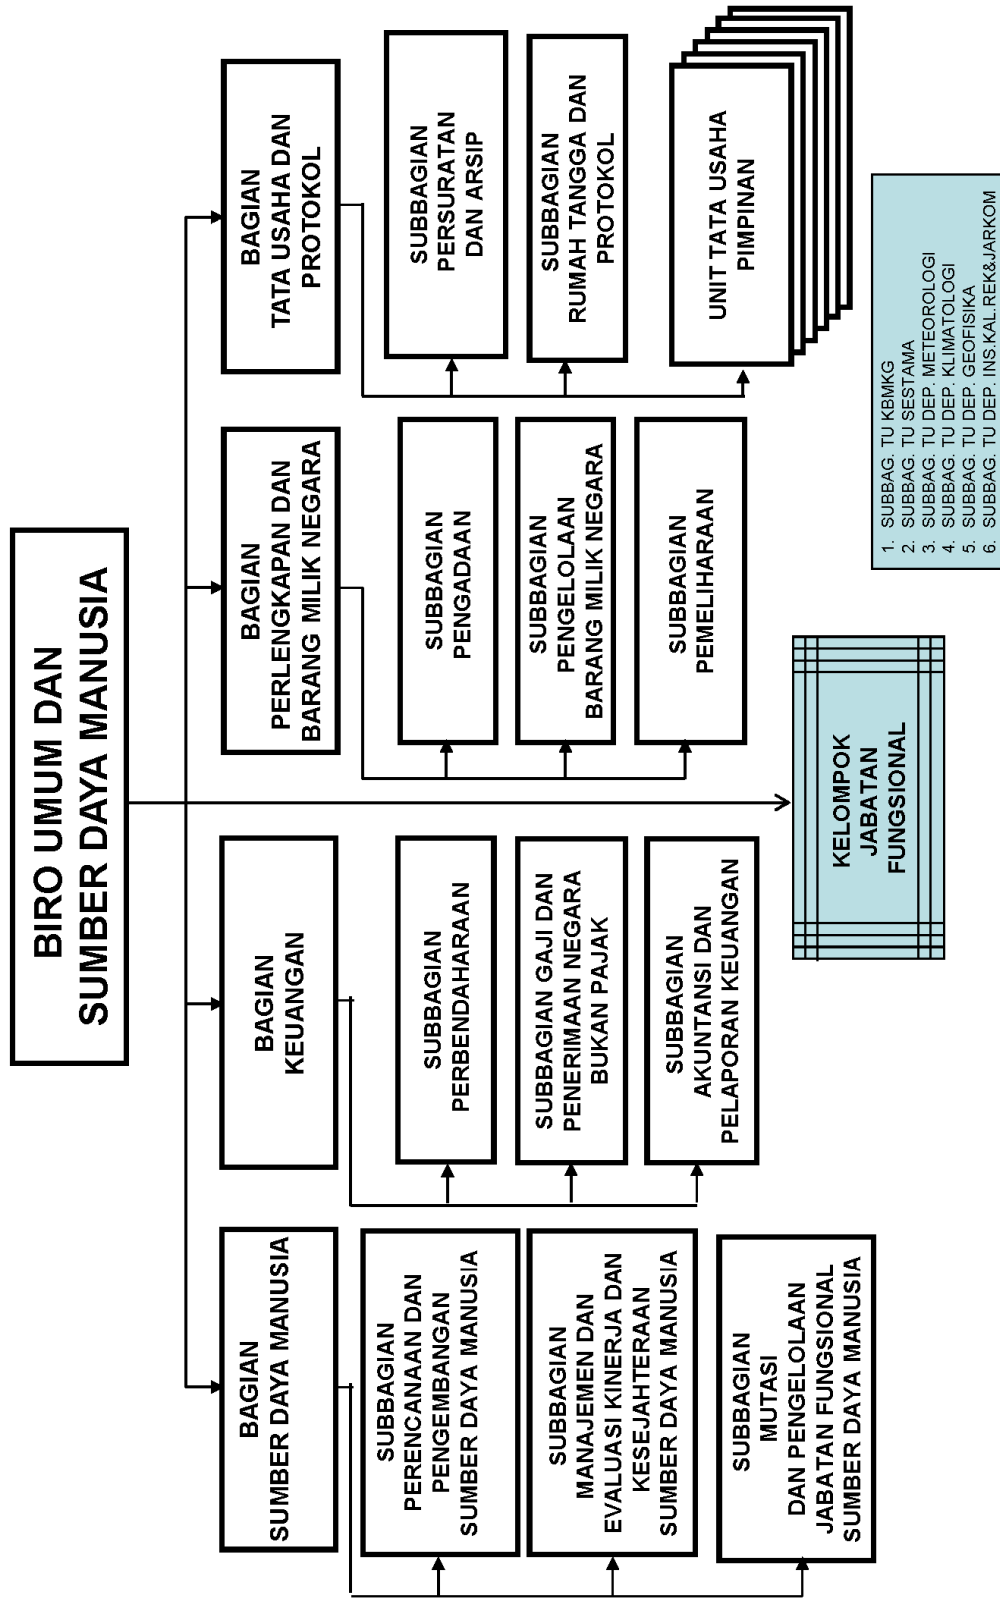 BIRO UMUM DAN
SUMBER DAYA MANUSIA
BAGIAN
SUMBER DAYA MANUSIA
SUBBAGIAN
PERENCANAAN DAN
PENGEMBANGAN
SUMBER DAYA MANUSIA
SUBBAGIAN
MANAJEMEN DAN
EVALUASI KINERJA DAN
KESEJAHTERAAN
SUMBER DAYA MANUSIA
SUBBAGIAN
MUTASI
DAN PENGELOLAAN
JABATAN FUNGSIONAL
SUMBER DAYA MANUSIA
BAGIAN
KEUANGAN
SUBBAGIAN
PERBENDAHARAAN
SUBBAGIAN GAJI DAN
PENERIMAAN NEGARA
BUKAN PAJAK
SUBBAGIAN
AKUNTANSI DAN
PELAPORAN KEUANGAN
BAGIAN
PERLENGKAPAN DAN
BARANG MILIK NEGARA
SUBBAGIAN
PENGADAAN
SUBBAGIAN
PENGELOLAAN
BARANG MILIK NEGARA
SUBBAGIAN
PEMELIHARAAN
BAGIAN
TATA USAHA DAN
PROTOKOL
SUBBAGIAN
PERSURATAN
DAN ARSIP
SUBBAGIAN
RUMAH TANGGA DAN
PROTOKOL
UNIT TATA USAHA
PIMPINAN
KELOMPOK
JABATAN
FUNGSIONAL
1. SUBBAG. TU KBMKG
2. SUBBAG. TU SESTAMA
3. SUBBAG. TU DEP. METEOROLOGI
4. SUBBAG. TU DEP. KLIMATOLOGI
5. SUBBAG. TU DEP. GEOFISIKA
6. SUBBAG. TU DEP. INS.KAL.REK&JARKOM